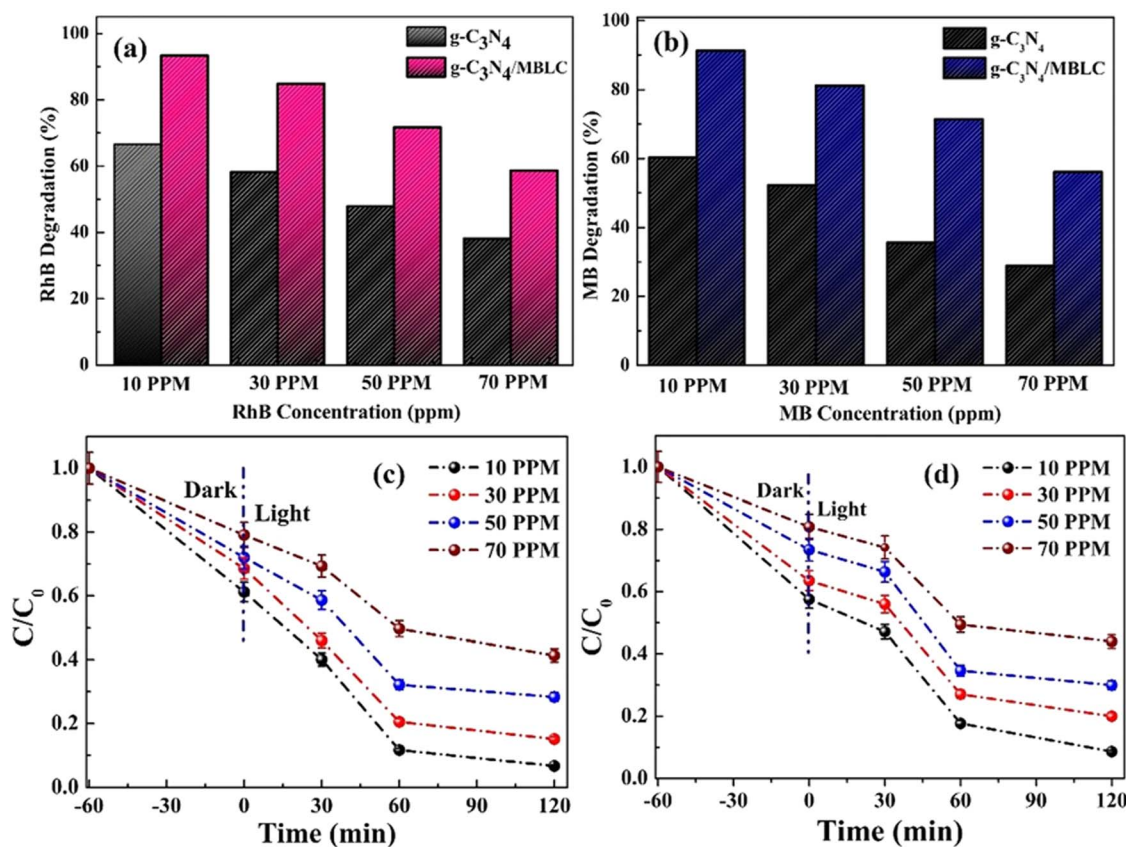 (a)
g-C3N4
g-C3N4/MBLC
RhB Degradation (%)
100
80
60
40
20
0
10 PPM
30 PPM
50 PPM
70 PPM
RhB Concentration (ppm)
(b)
g-C3N4
g-C3N4/MBLC
MB Degradation (%)
100
80
60
40
20
0
10 PPM
30 PPM
50 PPM
70 PPM
MB Concentration (ppm)
(c)
Dark
Light
10 PPM
30 PPM
50 PPM
70 PPM
C/C0
1.0
0.8
0.6
0.4
0.2
0.0
-60
-30
0
30
60
90
120
Time (min)
(d)
Dark
Light
10 PPM
30 PPM
50 PPM
70 PPM
C/C0
1.0
0.8
0.6
0.4
0.2
0.0
-60
-30
0
30
60
90
120
Time (min)